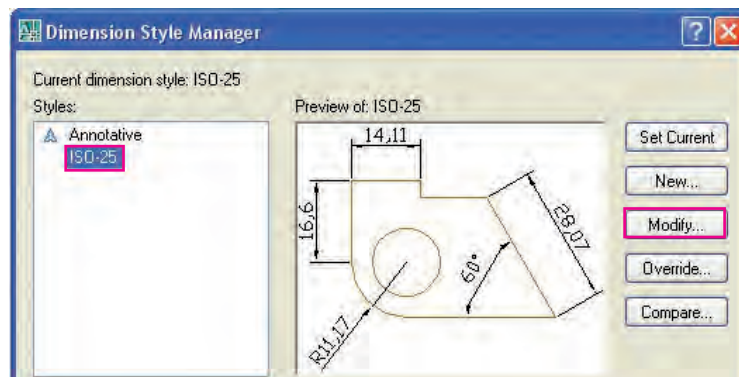 Dimension Style Manager
Current dimension style: ISO-25
Styles:
Annotative
ISO-25
Preview of: ISO-25
14,11
16,6
28,07
60°
R11,17
Set Current
New...
Modify...
Override...
Compare...